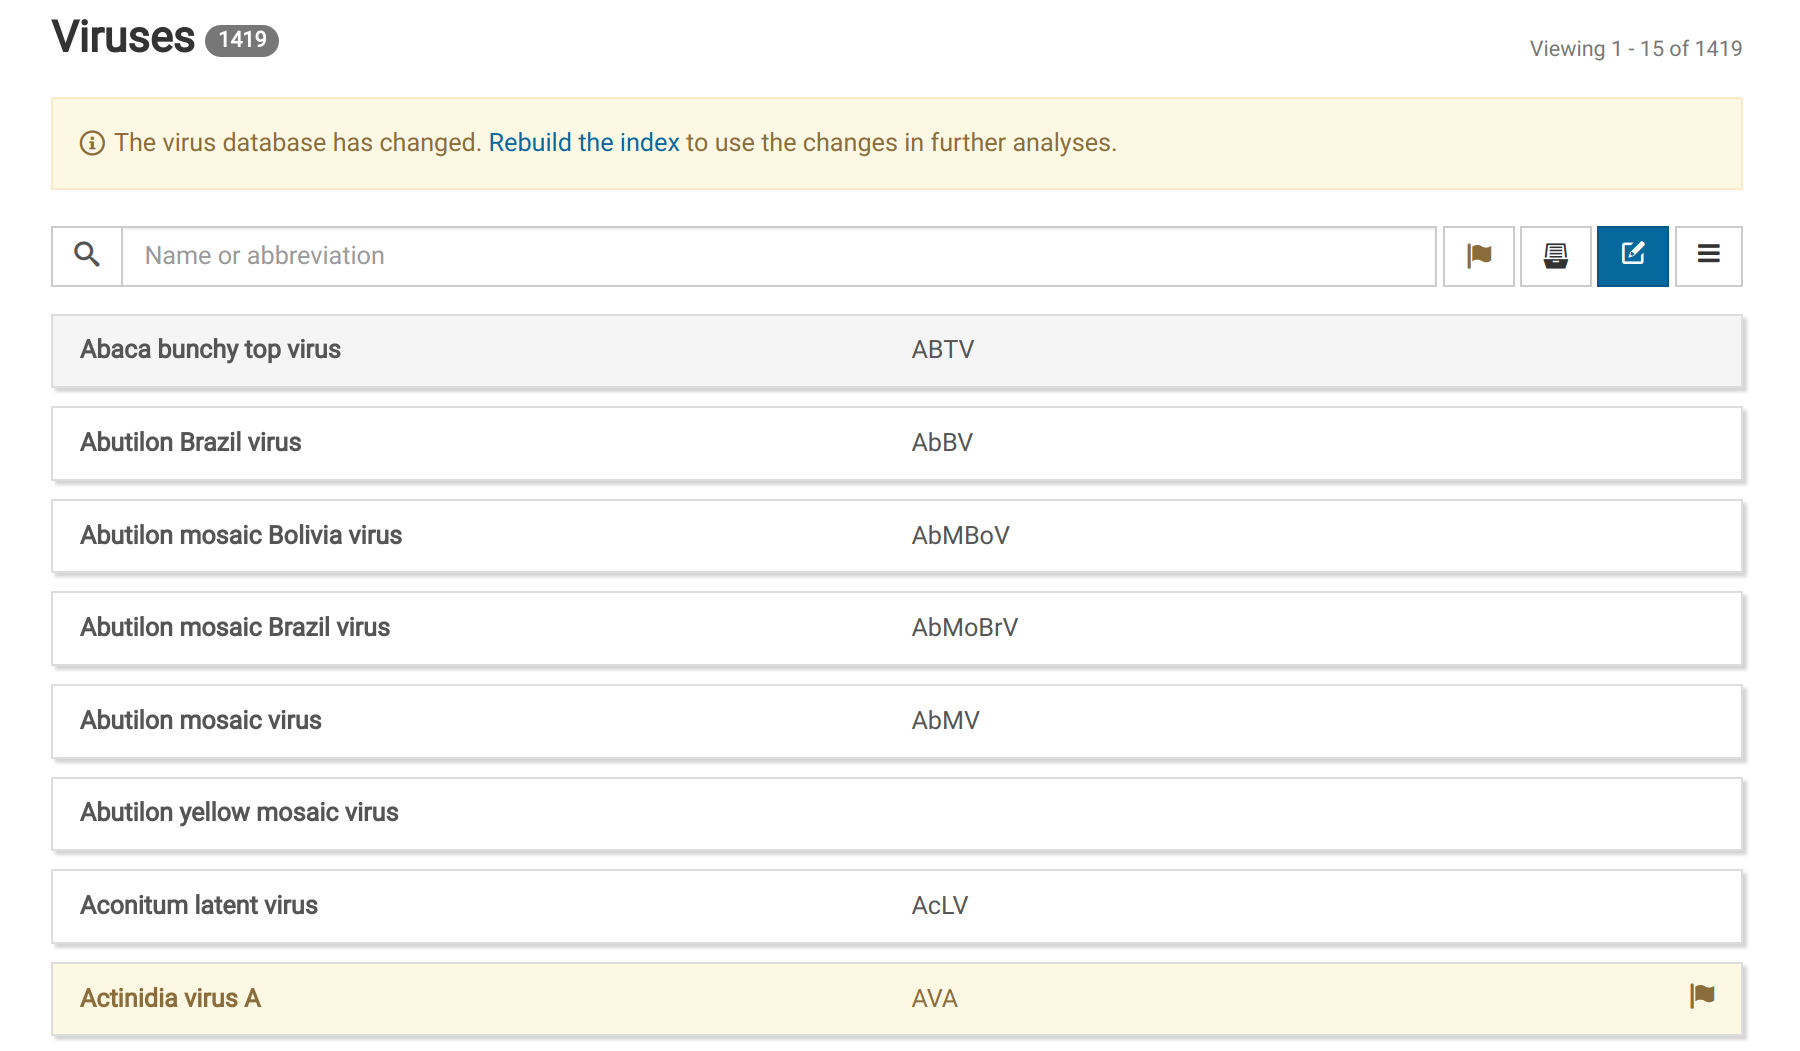 Viruses 1419
Viewing 1 - 15 of 1419
The virus database has changed. Rebuild the index to use the changes in further analyses.
Name or abbreviation
Abaca bunchy top virus ABTV
Abutilon Brazil virus AbBV
Abutilon mosaic Bolivia virus AbMBoV
Abutilon mosaic Brazil virus AbMoBrV
Abutilon mosaic virus AbMV
Abutilon yellow mosaic virus
Aconitum latent virus AcLV
Actinidia virus A AVA